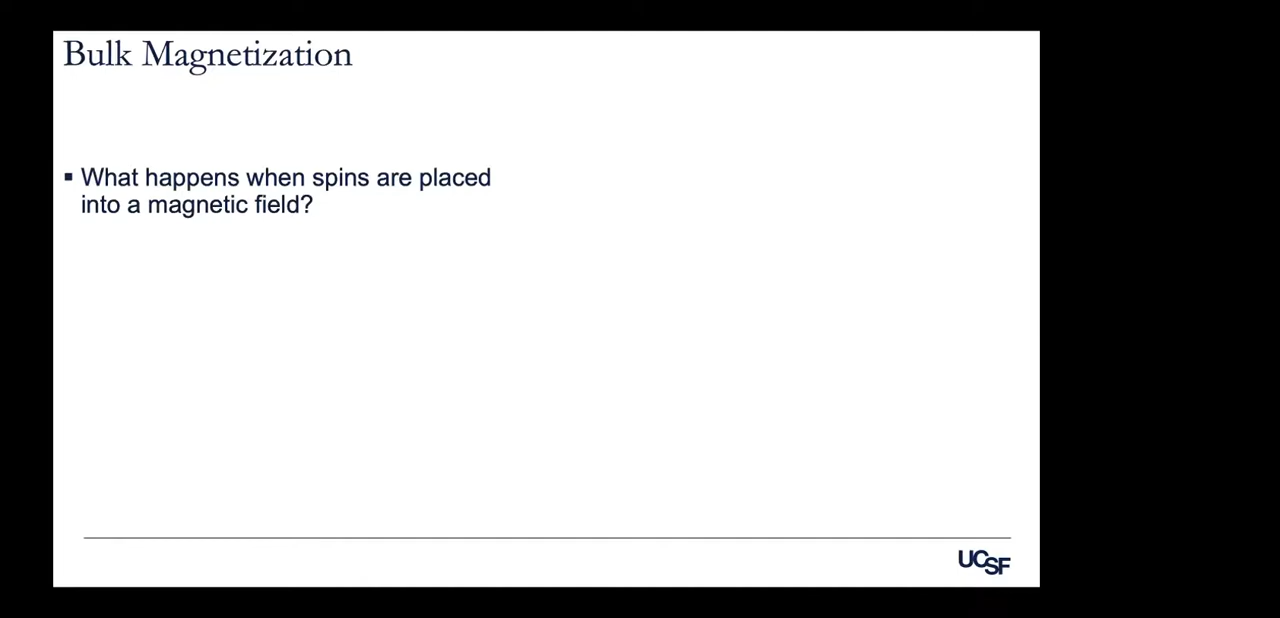 Bulk Magnetization
▪ What happens when spins are placed
into a magnetic field?
UCSF